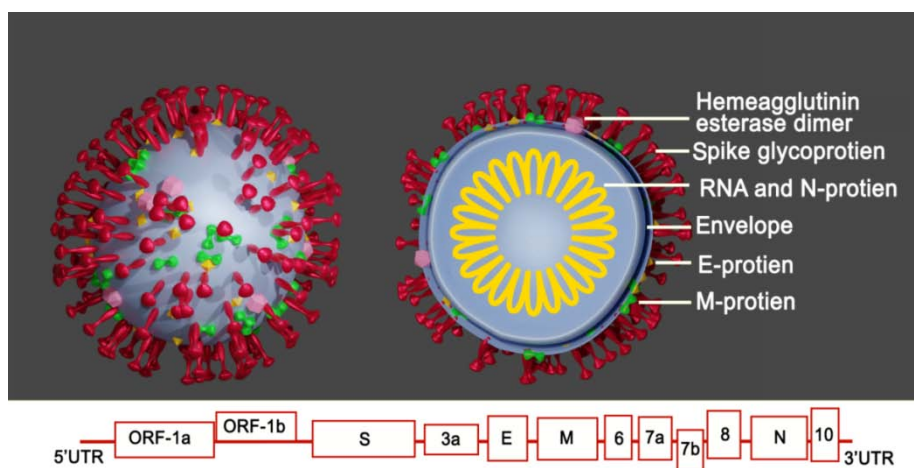 Hemeagglutinin
esterase dimer
Spike glycoprotien
RNA and N-protien
Envelope
E-protien
M-protien
5'UTR ORF-1a ORF-1b S 3a E M 6 7a 7b 8 N 10 3'UTR